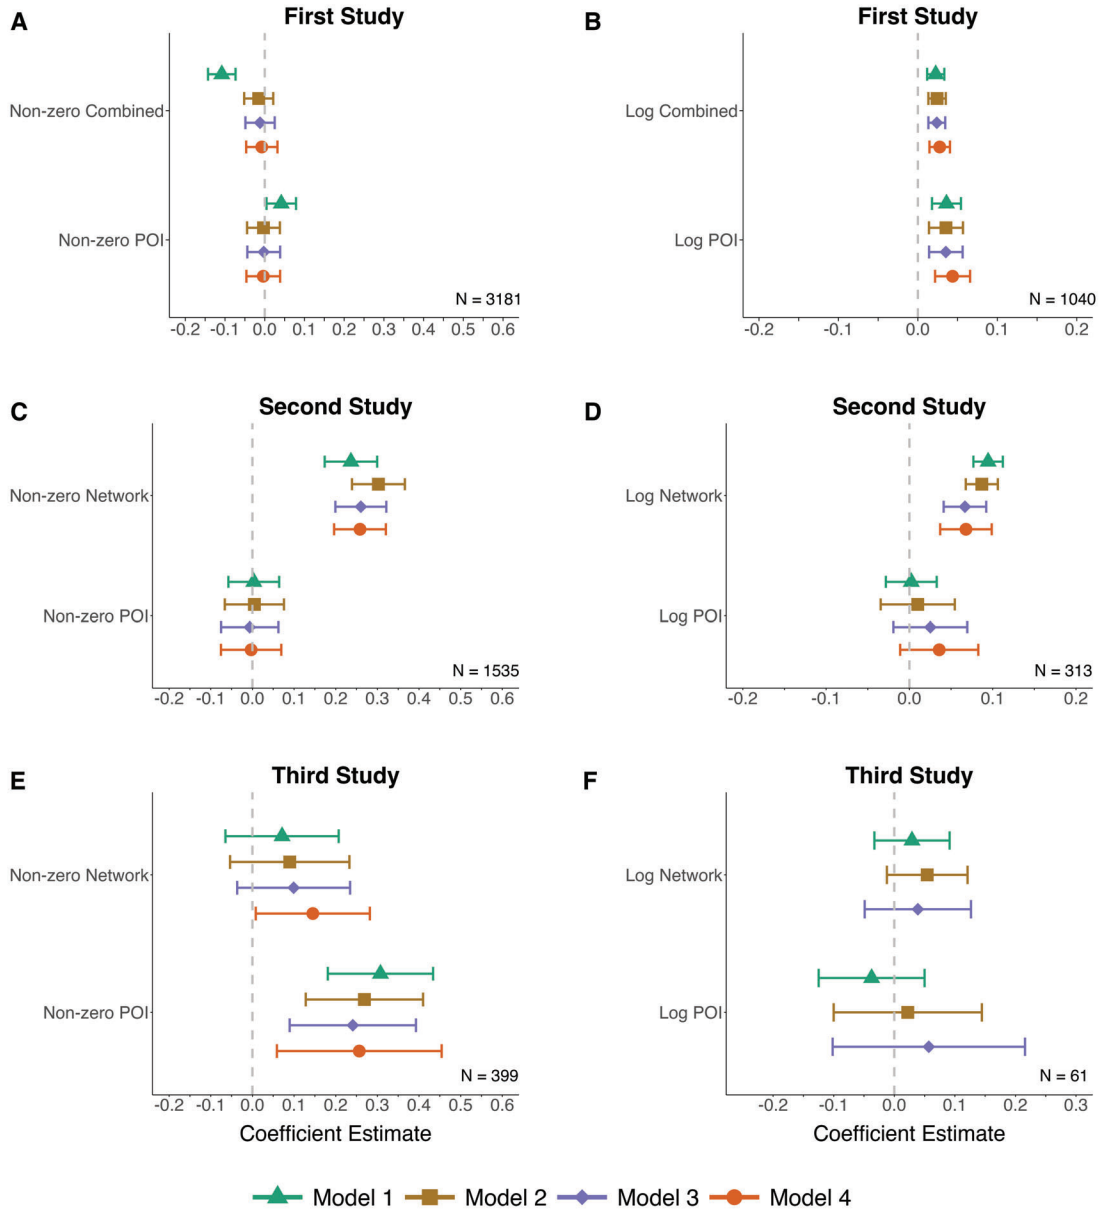 A
First Study
Non-zero Combined
Non-zero POI
N = 3181
-0.2 -0.1 0.0 0.1 0.2 0.3 0.4 0.5 0.6
B
First Study
Log Combined
Log POI
N = 1040
-0.2 -0.1 0.0 0.1 0.2
C
Second Study
Non-zero Network
Non-zero POI
N = 1535
-0.2 -0.1 0.0 0.1 0.2 0.3 0.4 0.5 0.6
D
Second Study
Log Network
Log POI
N = 313
-0.2 -0.1 0.0 0.1 0.2
E
Third Study
Non-zero Network
Non-zero POI
N = 399
-0.2 -0.1 0.0 0.1 0.2 0.3 0.4 0.5 0.6
Coefficient Estimate
F
Third Study
Log Network
Log POI
N = 61
-0.2 -0.1 0.0 0.1 0.2 0.3
Coefficient Estimate
Model 1 Model 2 Model 3 Model 4